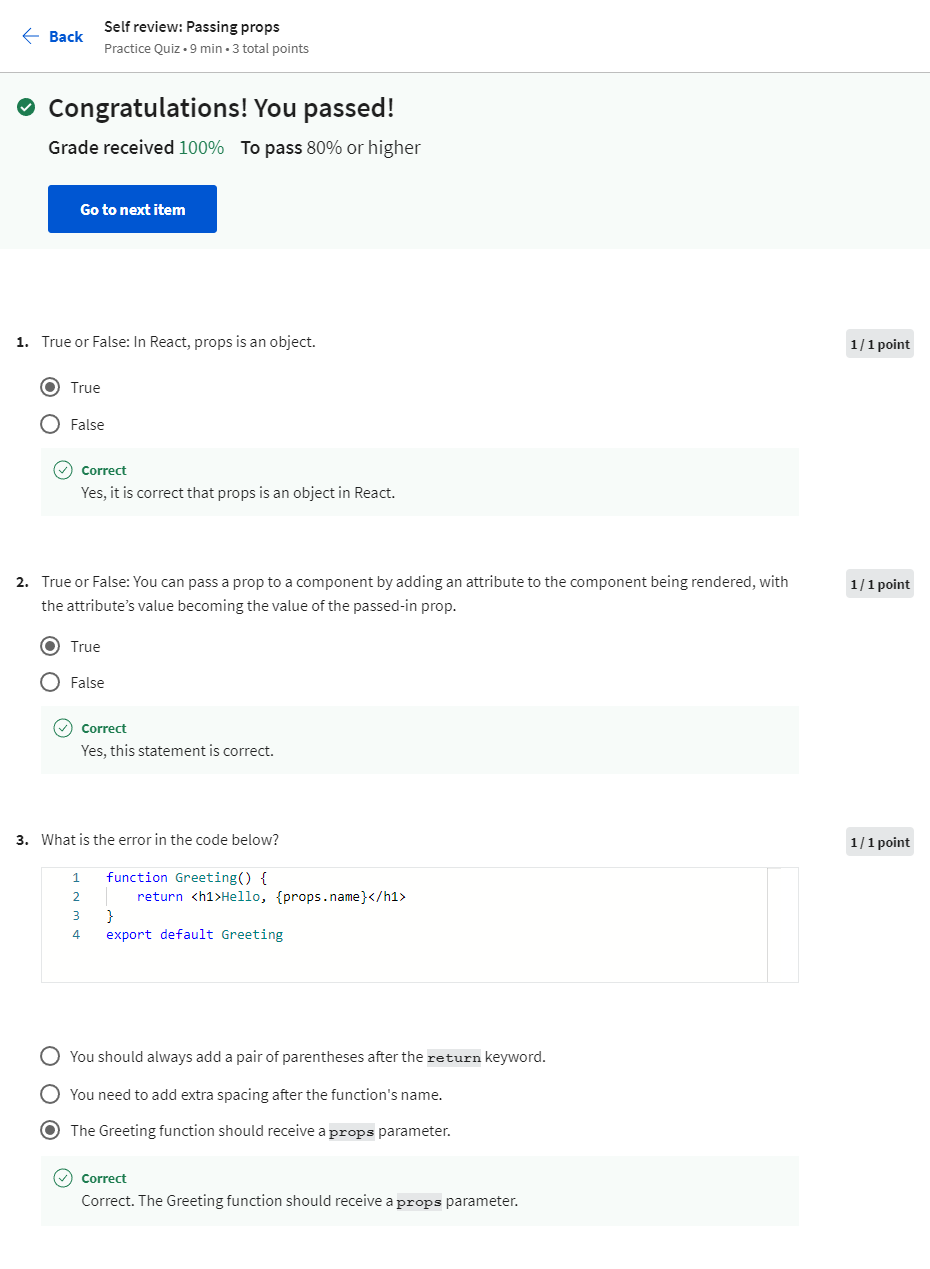 Back
Self review: Passing props
Practice Quiz • 9 min • 3 total points
Congratulations! You passed!
Grade received 100% To pass 80% or higher
Go to next item
1. True or False: In React, props is an object.
1 / 1 point
True
False
Correct
Yes, it is correct that props is an object in React.
2. True or False: You can pass a prop to a component by adding an attribute to the component being rendered, with
the attribute’s value becoming the value of the passed-in prop.
1 / 1 point
True
False
Correct
Yes, this statement is correct.
3. What is the error in the code below?
1 / 1 point
1 function Greeting() {
2     return <h1>Hello, {props.name}</h1>
3 }
4 export default Greeting
You should always add a pair of parentheses after the return keyword.
You need to add extra spacing after the function's name.
The Greeting function should receive a props parameter.
Correct
Correct. The Greeting function should receive a props parameter.